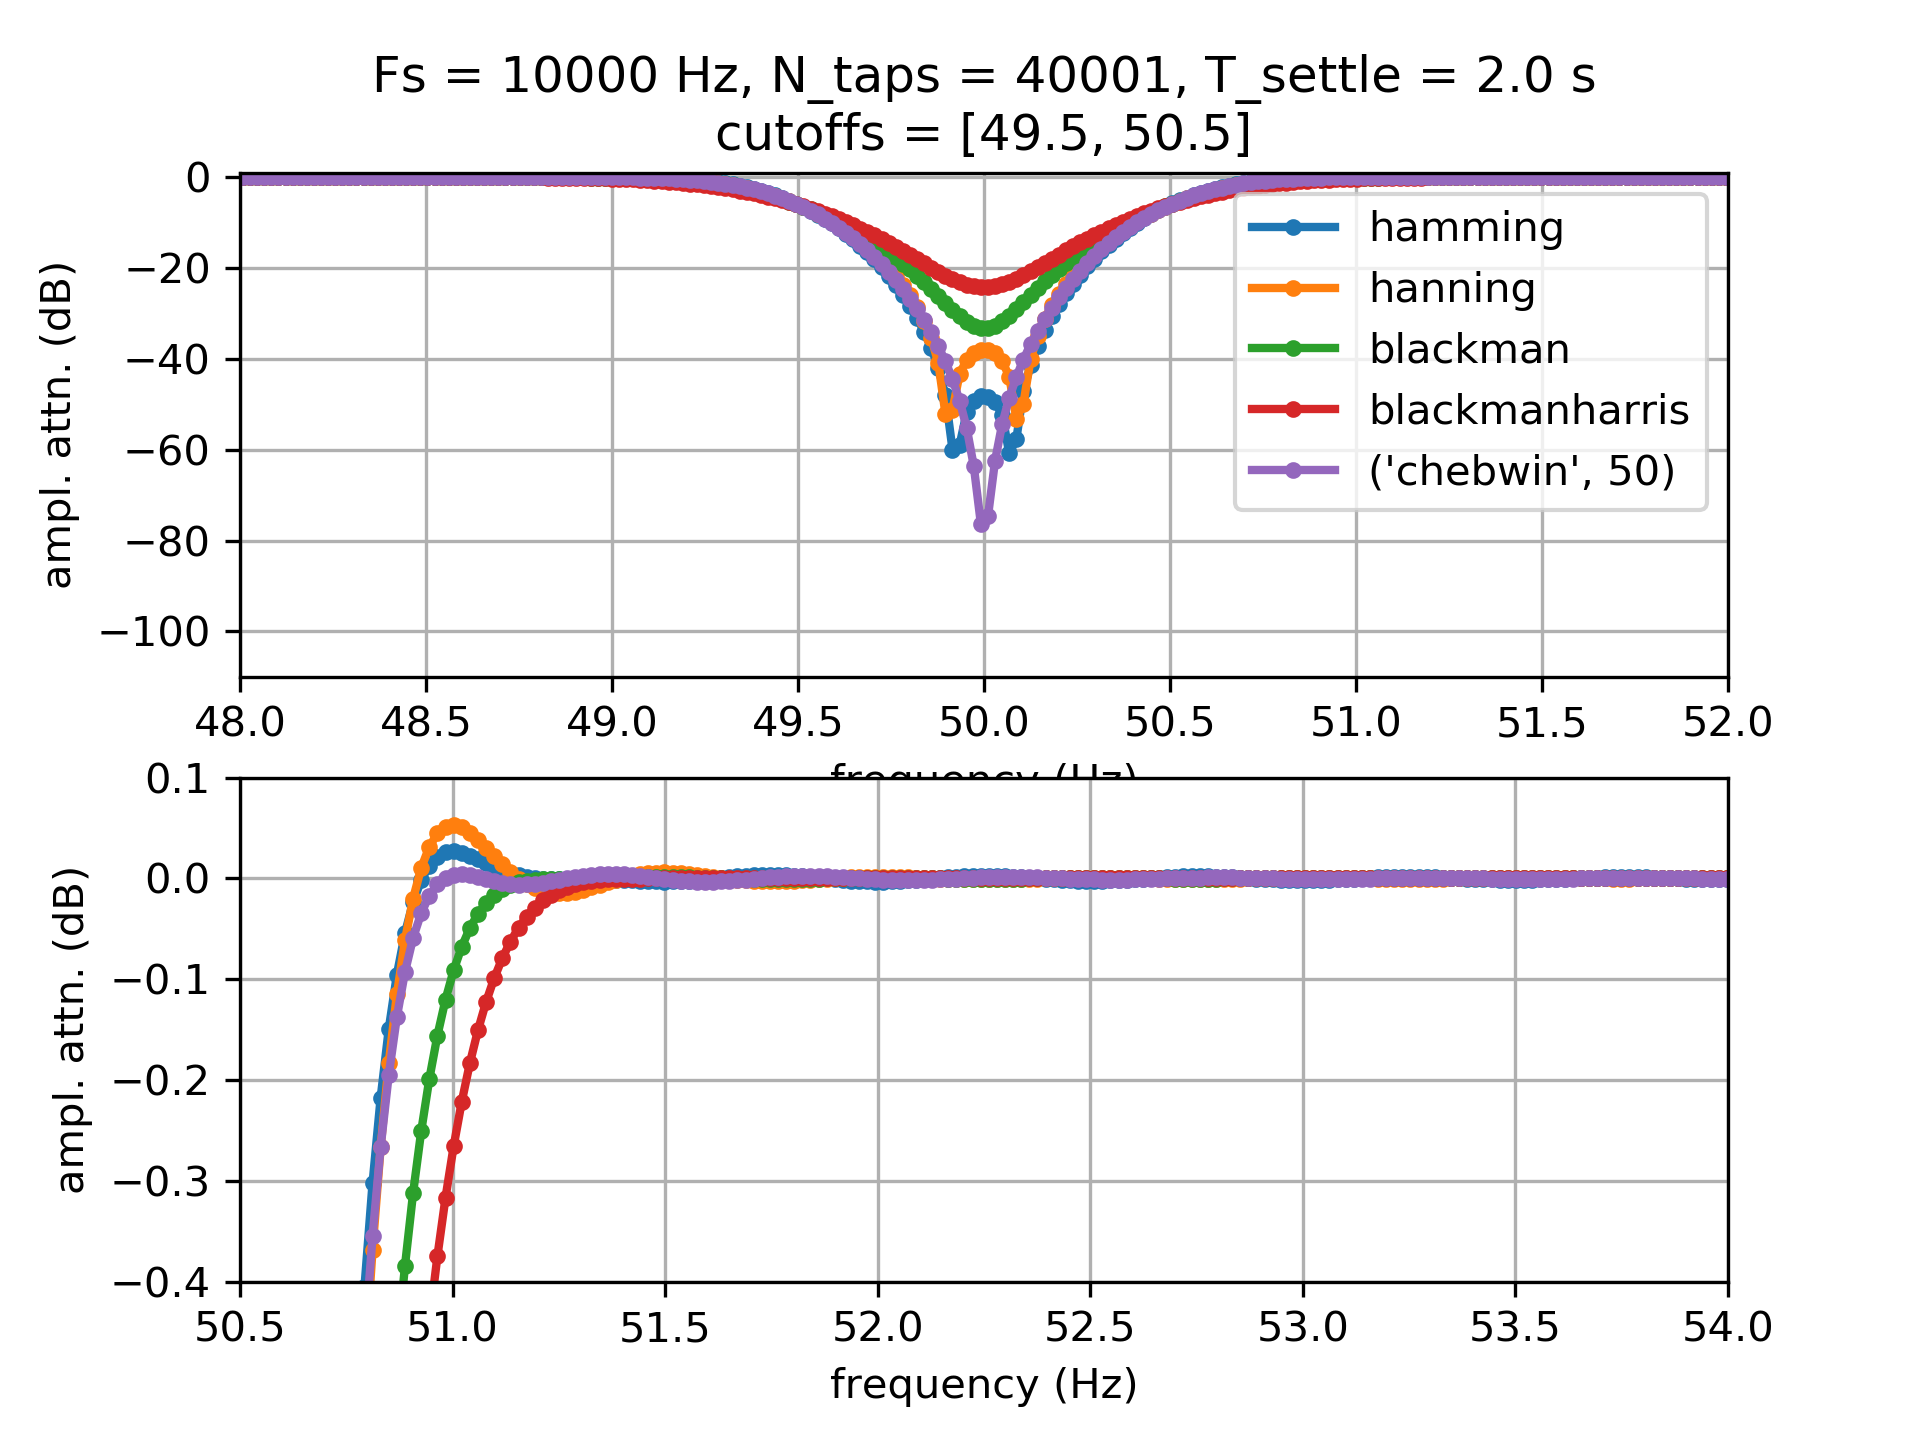 Fs = 10000 Hz, N_taps = 40001, T_settle = 2.0 s
cutoffs = [49.5, 50.5]
0
−20
−40
−60
−80
−100
ampl. attn. (dB)
hamming
hanning
blackman
blackmanharris
('chebwin', 50)
48.0 48.5 49.0 49.5 50.0 50.5 51.0 51.5 52.0
frequency (Hz)
0.1
0.0
−0.1
−0.2
−0.3
−0.4
ampl. attn. (dB)
50.5 51.0 51.5 52.0 52.5 53.0 53.5 54.0
frequency (Hz)